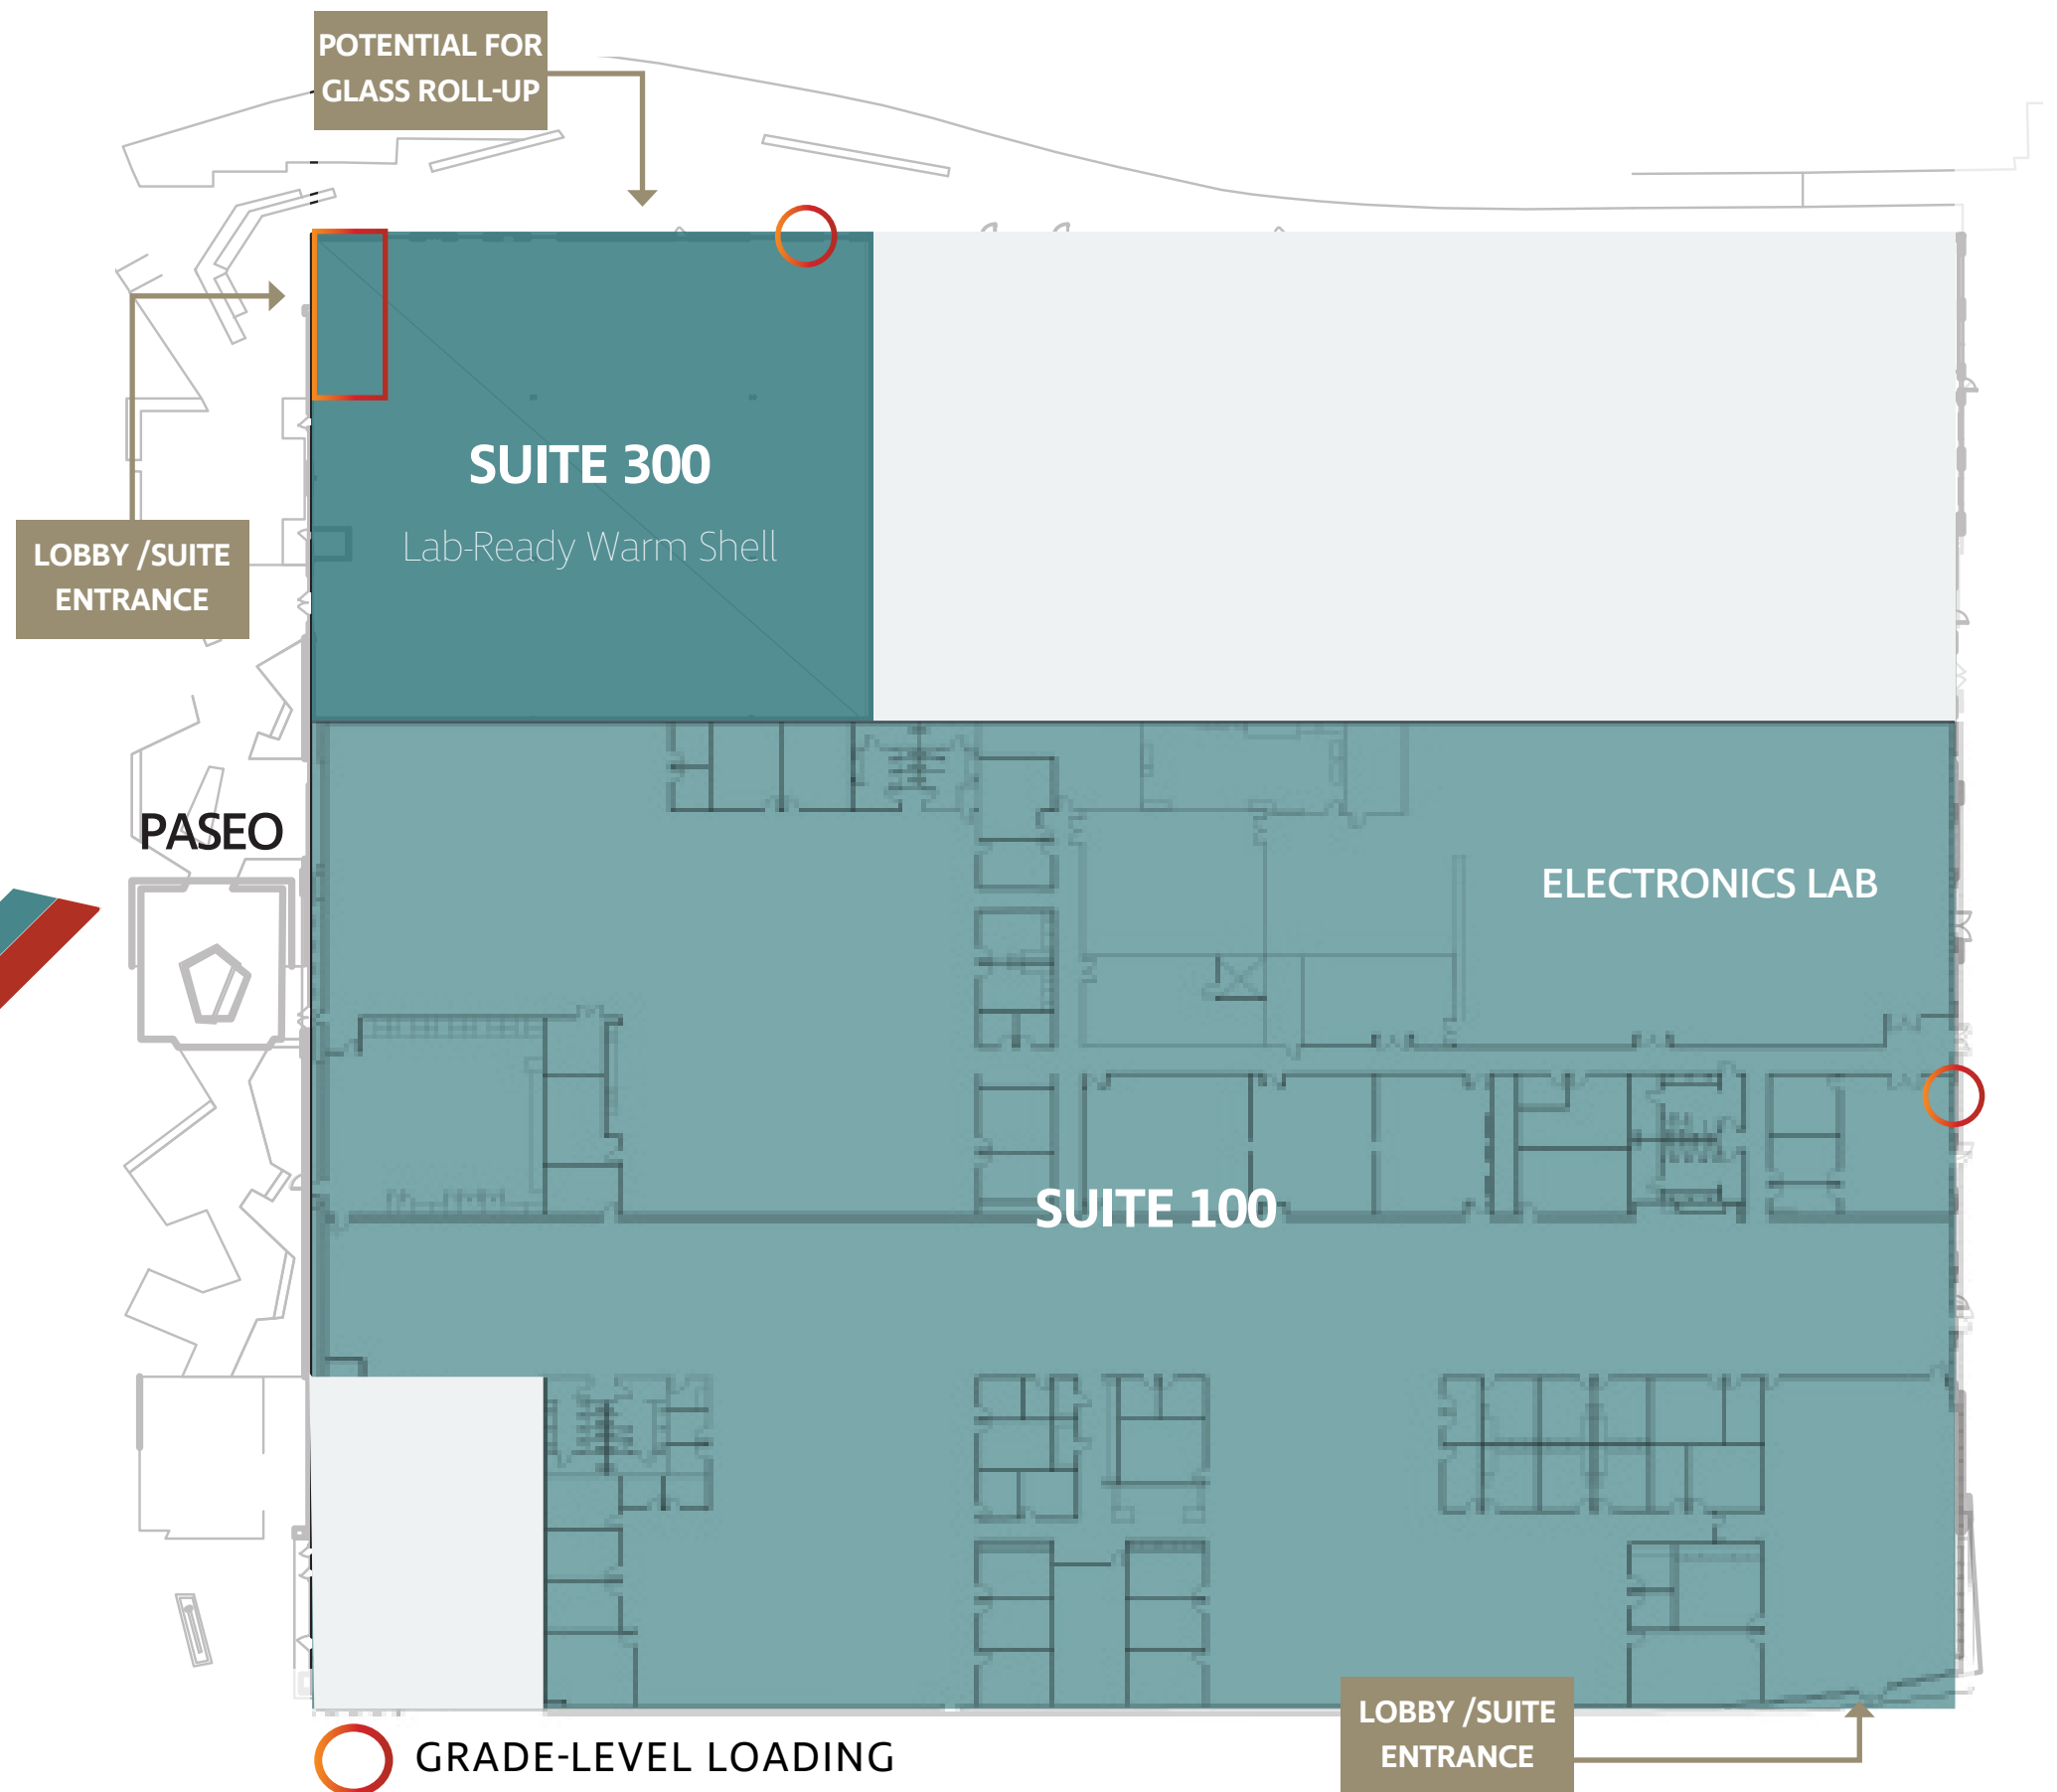 POTENTIAL FOR
GLASS ROLL-UP
SUITE 300
Lab-Ready Warm Shell
LOBBY /SUITE
ENTRANCE
PASEO
ELECTRONICS LAB
SUITE 100
LOBBY /SUITE
ENTRANCE
GRADE-LEVEL LOADING